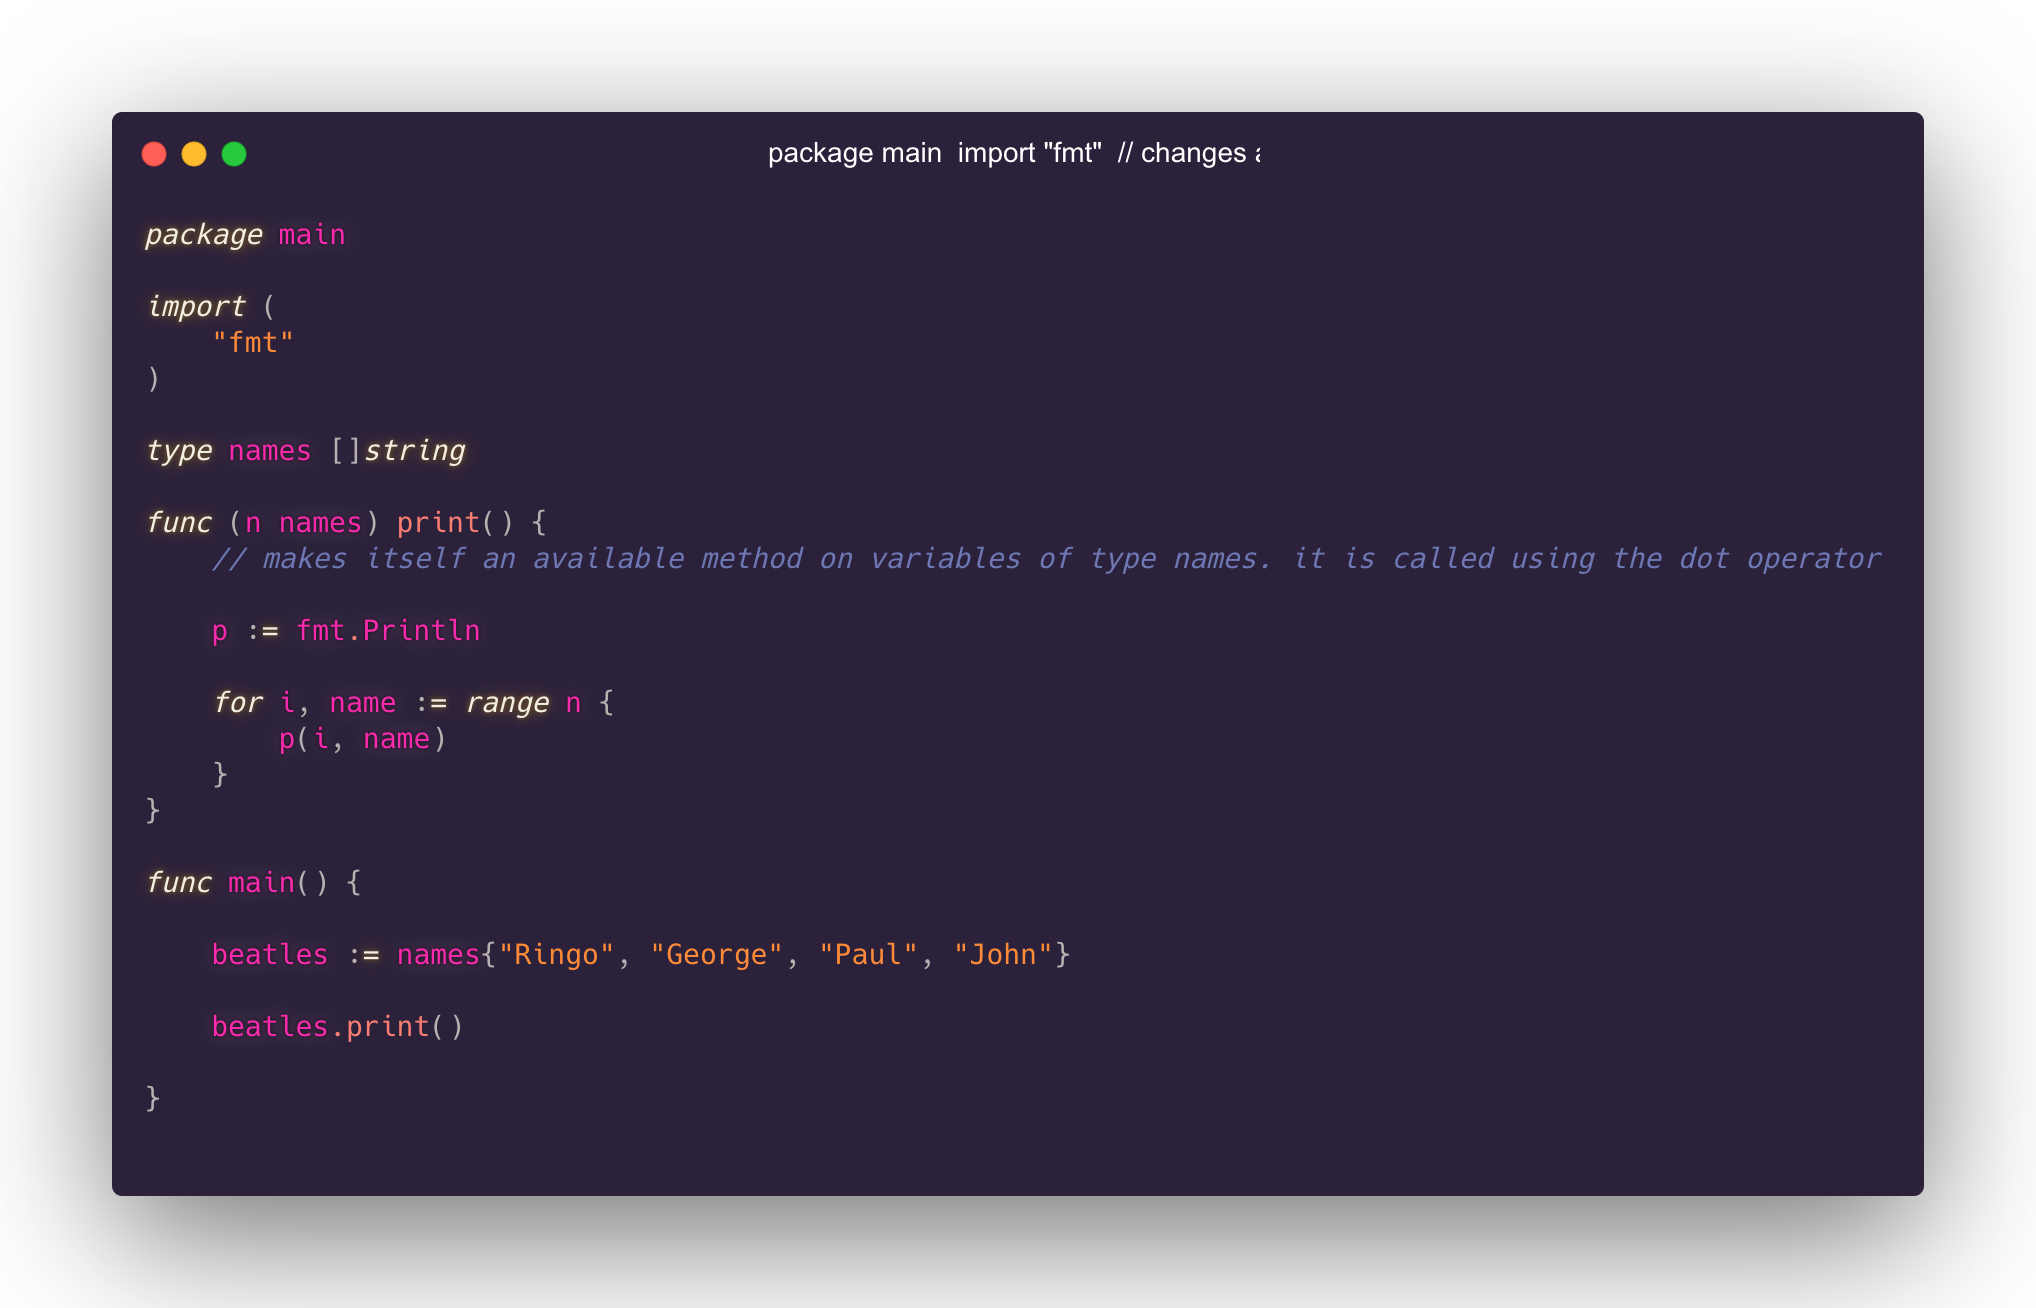 package main  import "fmt"  // changes
package main
import (
    "fmt"
)
type names []string
func (n names) print() {
    // makes itself an available method on variables of type names. it is called using the dot operator
    p := fmt.Println
    for i, name := range n {
        p(i, name)
    }
}
func main() {
    beatles := names{"Ringo", "George", "Paul", "John"}
    beatles.print()
}